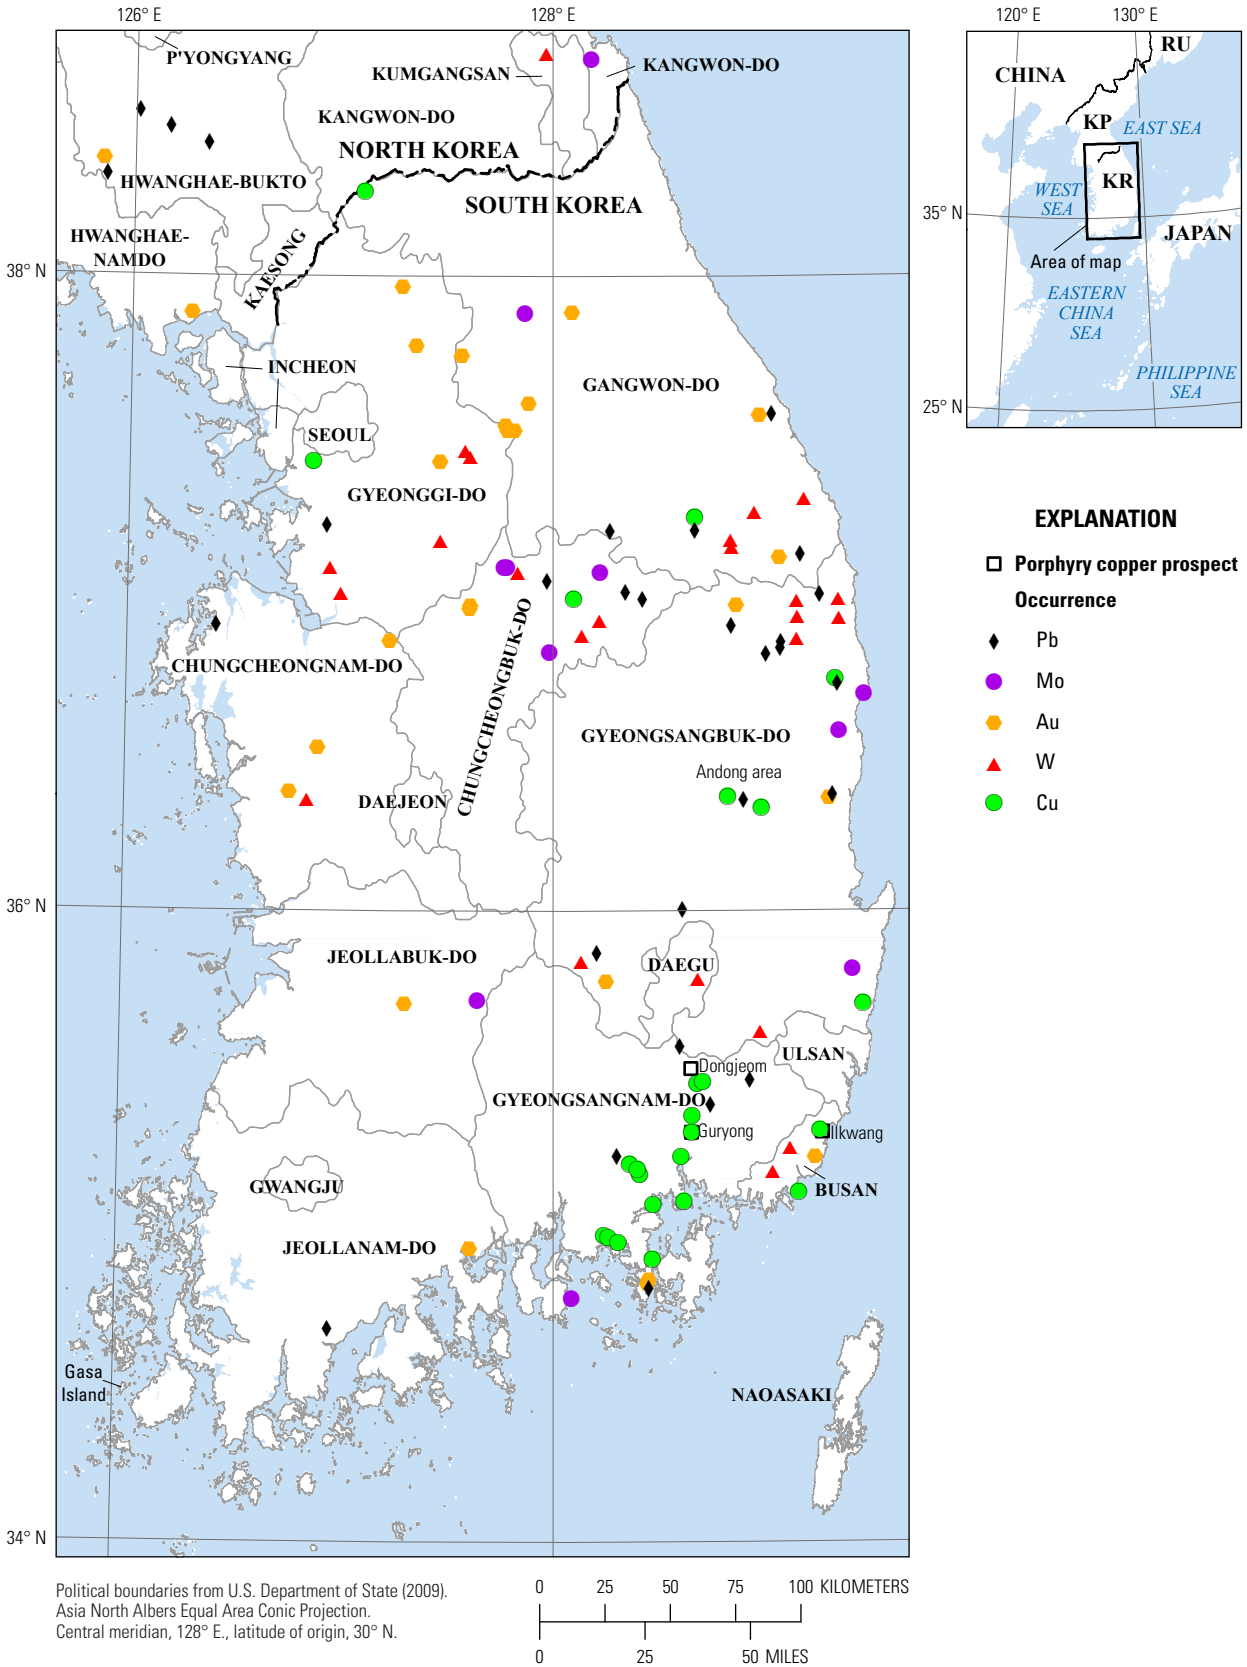 126° E
128° E
120° E
130° E
P'YONGYANG
KUMGANGSAN
KANGWON-DO
KANGWON-DO
NORTH KOREA
HWANGHAE-BUKTO
SOUTH KOREA
HWANGHAE-
NAMDO
KAESONG
38° N
INCHEON
GANGWON-DO
SEOUL
GYEONGGI-DO
CHUNGCHEONGNAM-DO
CHUNGCHEONGBUK-DO
GYEONGSANGBUK-DO
Andong area
DAEJEON
36° N
JEOLLABUK-DO
DAEGU
ULSAN
Dongjeom
GYEONGSANGNAM-DO
Guryong
Ilkwang
GWANGJU
BUSAN
JEOLLANAM-DO
Gasa
Island
NAOASAKI
34° N
RU
CHINA
KP
EAST SEA
KR
WEST
SEA
35° N
JAPAN
Area of map
EASTERN
CHINA
SEA
PHILIPPINE
SEA
25° N
EXPLANATION
Porphyry copper prospect
Occurrence
Pb
Mo
Au
W
Cu
Political boundaries from U.S. Department of State (2009).
Asia North Albers Equal Area Conic Projection.
Central meridian, 128° E., latitude of origin, 30° N.
0 25 50 75 100 KILOMETERS
0 25 50 MILES